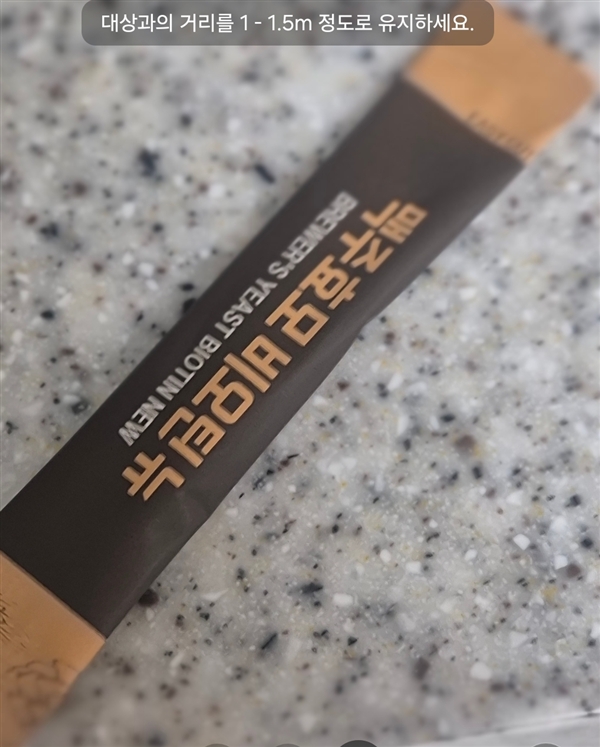 대상과의 거리를 1 - 1.5m 정도로 유지하세요.
맥주효모 비오틴 뉴
BREWER'S YEAST BIOTIN NEW